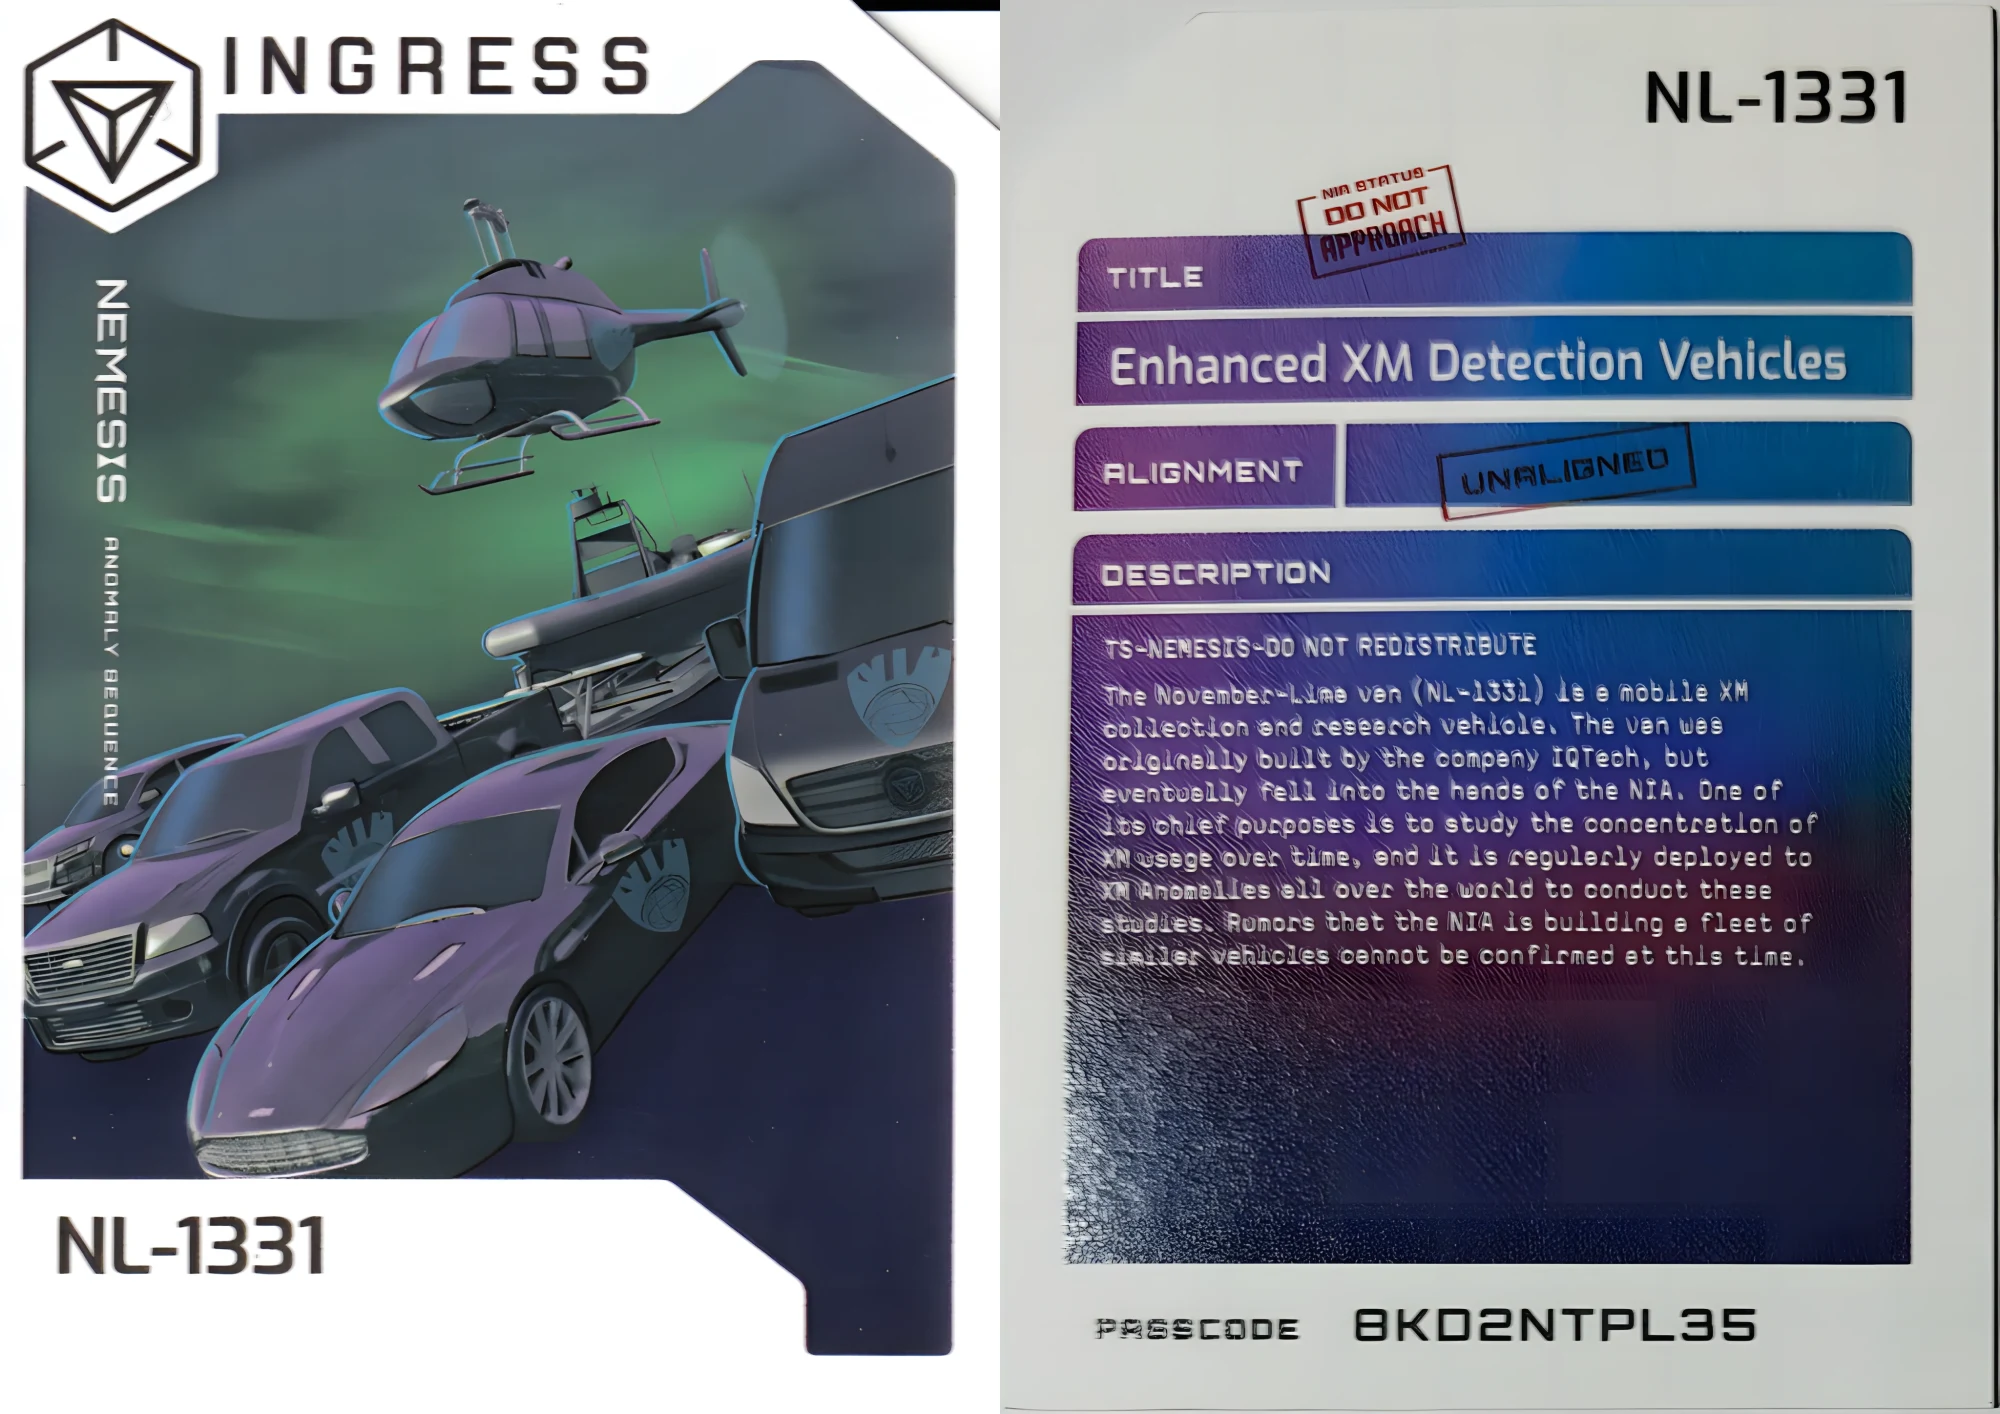 INGRESS
NEMESIS ANOMALY SEQUENCE
NL-1331
NL-1331
NIA STATUS
DO NOT
APPROACH
TITLE
Enhanced XM Detection Vehicles
ALIGNMENT
UNALIGNED
DESCRIPTION
TS-NEMESIS-DO NOT REDISTRIBUTE
The November-Lima van (NL-1331) is a mobile XM
collection and research vehicle. The van was
originally built by the company IQTech, but
eventually fell into the hands of the NIA. One of
its chief purposes is to study the concentration of
XM usage over time, and it is regularly deployed to
XM Anomalies all over the world to conduct these
studies. Rumors that the NIA is building a fleet of
similar vehicles cannot be confirmed at this time.
PASSCODE 8KD2NTPL35